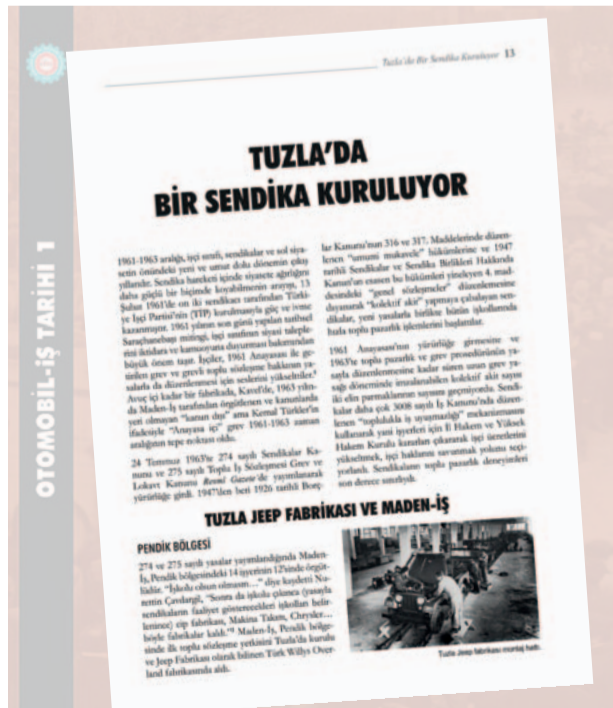 OTOMOBİL-İŞ TARİHİ 1
Tuzla'da Bir Sendika Kuruluyor 13
TUZLA'DA
BİR SENDİKA KURULUYOR
1961-1963 aralığı, işçi sınıfı, sendikalar ve sol siya-
setin önündeki yeni ve umut dolu dönemin çıkış
yıllarıdır. Sendika hareketi içinde siyasete ağırlığını
daha güçlü bir biçimde koyabilmenin arayışı, 13
Şubat 1961'de on iki sendikacı tarafından Türki-
ye İşçi Partisi'nin (TİP) kurulmasıyla güç ve ivme
kazanmıştır. 1961 yılının son günü yapılan tarihsel
Saraçhanebaşı mitingi, işçi sınıfının siyasi taleple-
rini iktidara ve kamuoyuna duyurması bakımından
büyük önem taşır. İşçiler, 1961 Anayasası ile ge-
tirilen grev ve grevli toplu sözleşme hakkının ya-
salarla da düzenlenmesi için seslerini yükseltirler.
Avuç içi kadar bir fabrikada, Kavel'de, 1963 yılın-
da Maden-İş tarafından örgütlenen ve kanunlarda
yeri olmayan "kanun dışı" ama Kemal Türkler'in
ifadesiyle "Anayasa içi" grev 1961-1963 zaman
aralığının tepe noktası oldu.
24 Temmuz 1963'te 274 sayılı Sendikalar Ka-
nunu ve 275 sayılı Toplu İş Sözleşmesi Grev ve
Lokavt Kanunu Resmî Gazete'de yayımlanarak
yürürlüğe girdi. 1947'den beri 1926 tarihli Borç-
lar Kanunu'nun 316 ve 317. Maddelerinde düzen-
lenen "umumi mukavele" hükümlerine ve 1947
tarihli Sendikalar ve Sendika Birlikleri Hakkında
Kanun'un esasen bu hükümleri yineleyen 4. mad-
desindeki "genel sözleşmeler" düzenlemesine
dayanarak "kolektif akit" yapmaya çabalayan sen-
dikalar, yeni yasalarla birlikte bütün işkollarında
hızla toplu pazarlık işlemlerini başlattılar.
1961 Anayasası'nın yürürlüğe girmesine ve
1963'te toplu pazarlık ve grev prosedürünün ya-
sayla düzenlenmesine kadar süren uzun grev ya-
sağı döneminde imzalanabilen kolektif akit sayısı
iki elin parmaklarının sayısını geçmiyordu. Sendi-
kalar daha çok 3008 sayılı İş Kanunu'nda düzen-
lenen "toplulukla iş uyuşmazlığı" mekanizmasını
kullanarak yani işyerleri için İl Hakem ve Yüksek
Hakem Kurulu kararları çıkararak işçi ücretlerini
yükseltmek, işçi haklarını savunmak yolunu seçi-
yorlardı. Sendikaların toplu pazarlık deneyimleri
son derece sınırlıydı.
TUZLA JEEP FABRİKASI VE MADEN-İŞ
PENDİK BÖLGESİ
274 ve 275 sayılı yasalar yayımlandığında Maden-
İş, Pendik bölgesindeki 14 işyerinin 12'sinde örgüt-
lüdür. "İşkolu olsun olmasın…" diye kaydetti Nu-
rettin Çavdargil, "Sonra da işkolu çıkınca (yasayla
sendikaların faaliyet gösterecekleri işkolları belir-
lenince) cip fabrikası, Makina Takım, Chrysler…
böyle fabrikalar kaldı." Maden-İş, Pendik bölge-
sinde ilk toplu sözleşme yetkisini Tuzla'da kurulu
ve Jeep Fabrikası olarak bilinen Türk Willys Over-
land fabrikasında aldı.
Tuzla Jeep fabrikası montaj hattı.